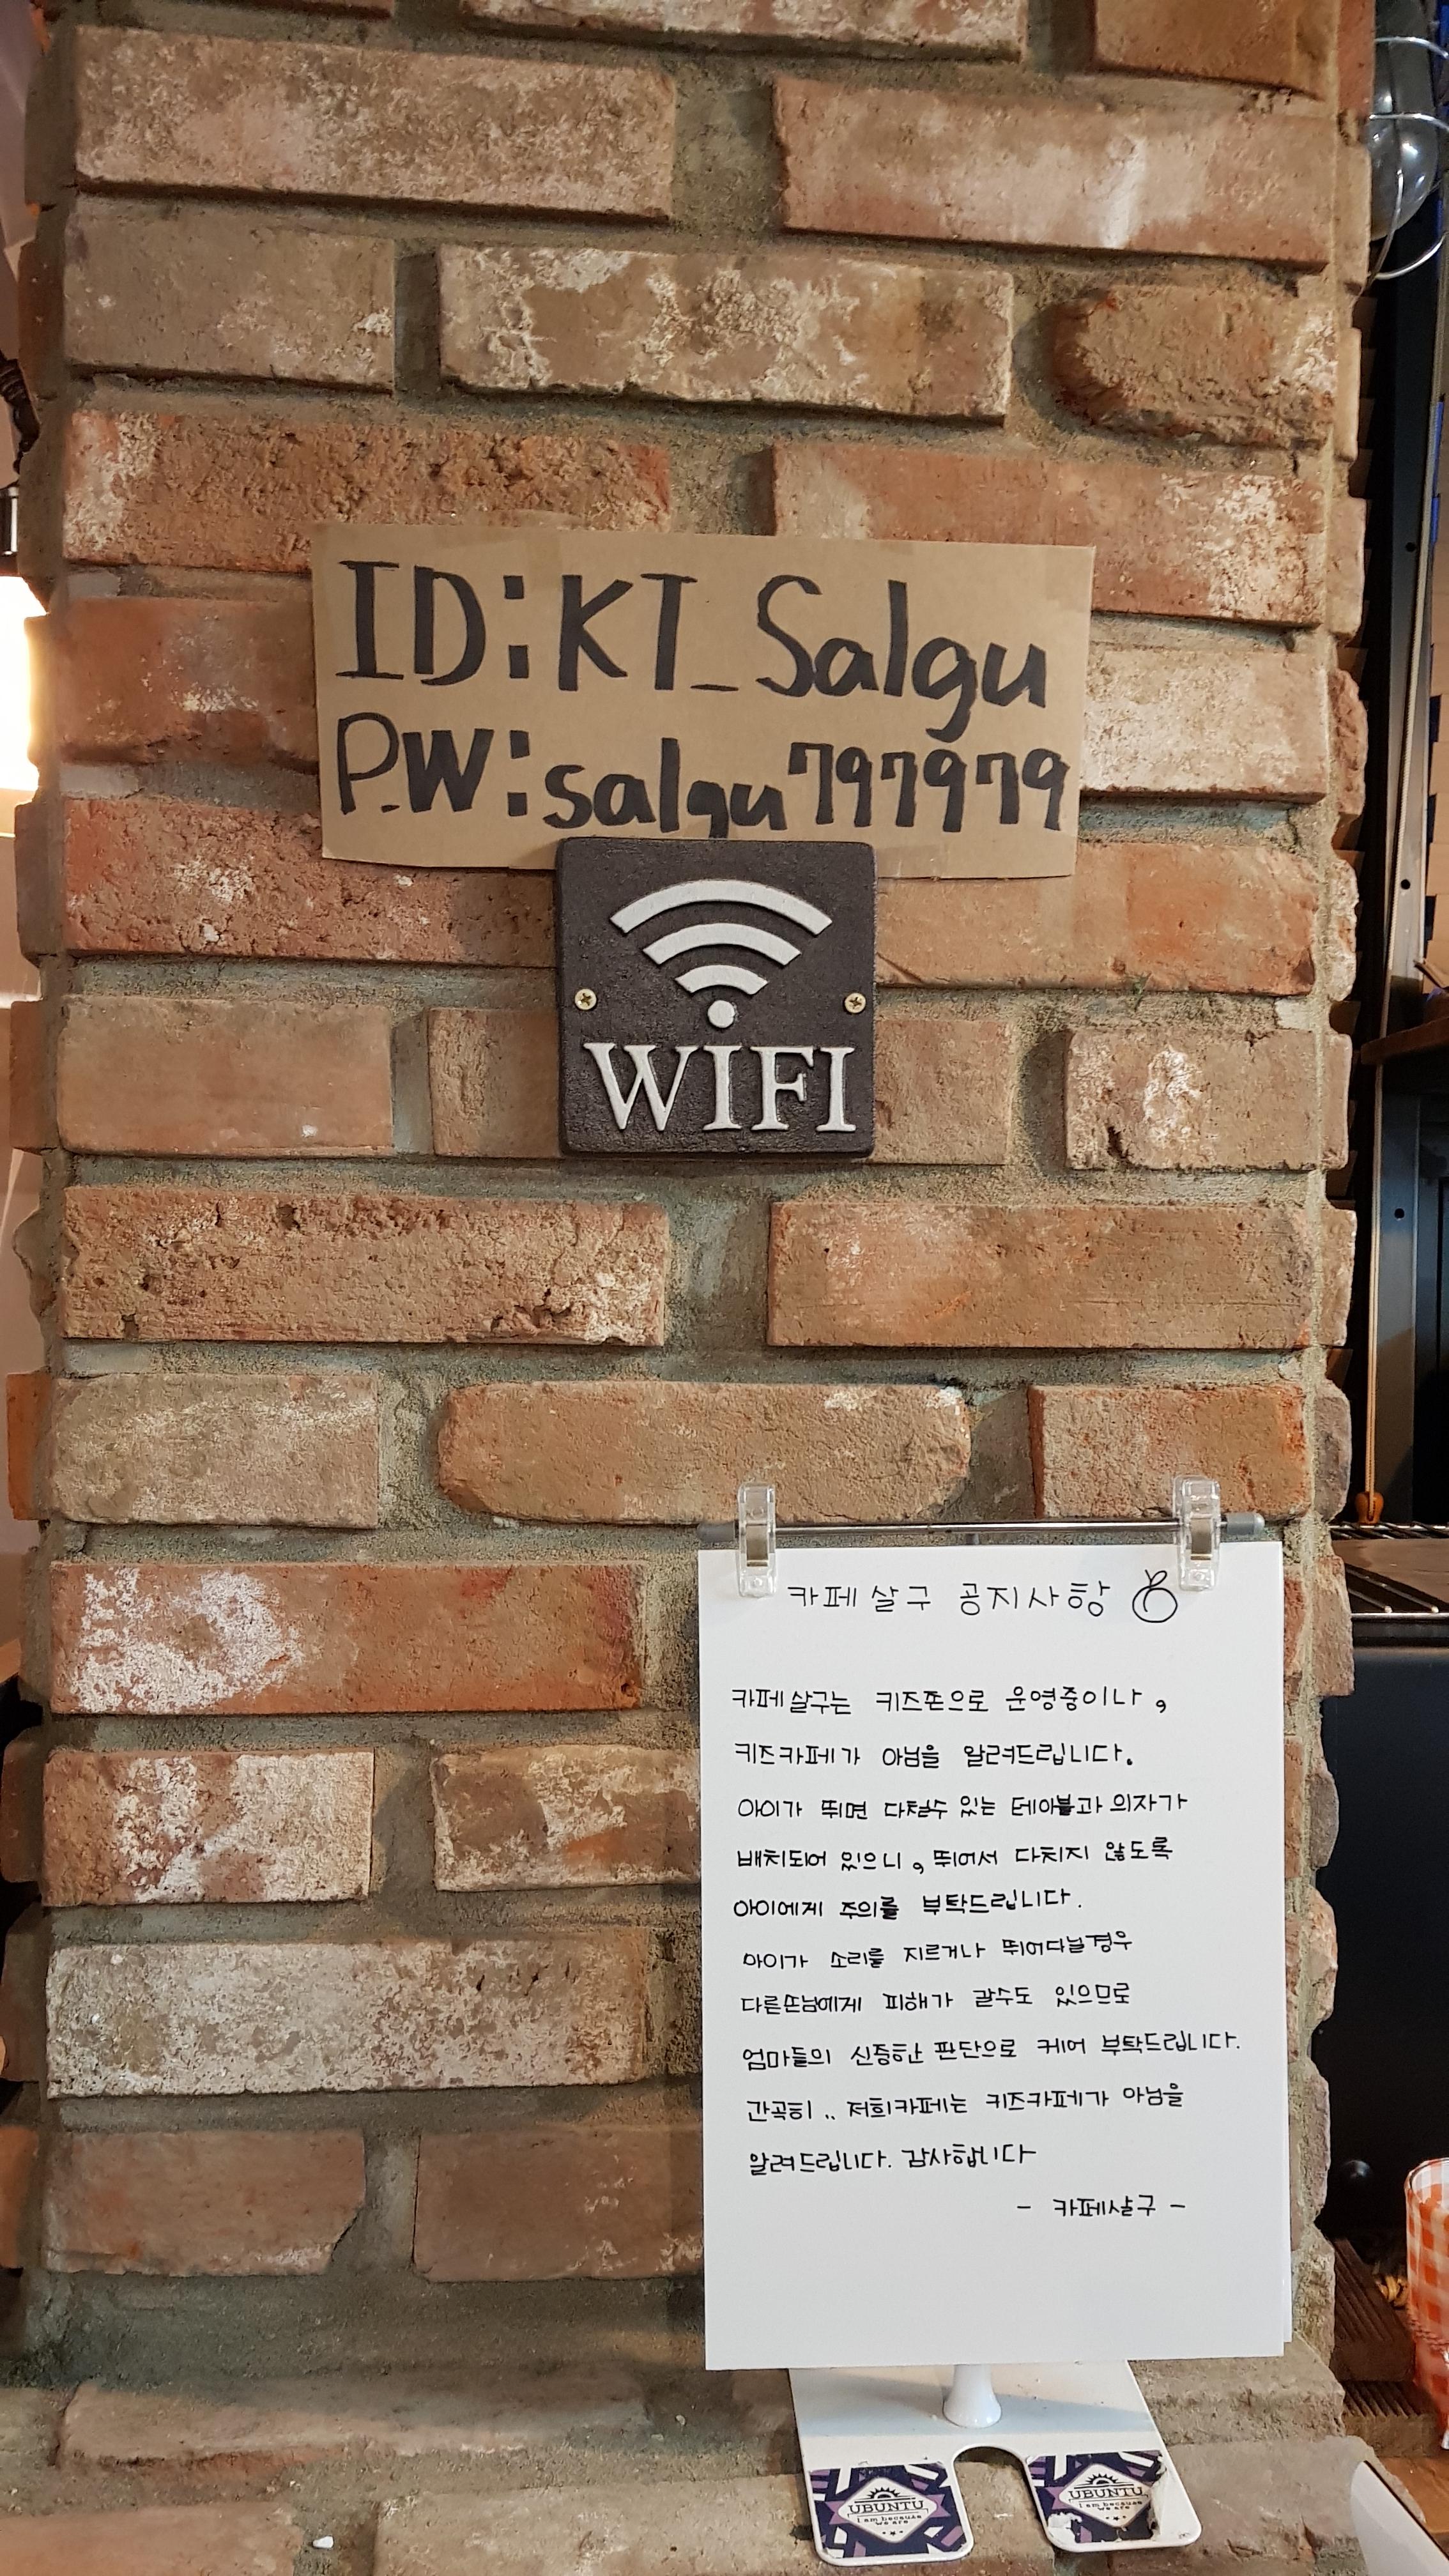 ID:KT_Salgu
P.W:salgu797979
WIFI
카페살구 공지사항
카페살구는 키즈존으로 운영중이나,
키즈카페가 아님을 알려드립니다.
아이가 뛰면 다칠수 있는 테이블과 의자가
배치되어 있으니, 뛰어서 다치지 않도록
아이에게 주의를 부탁드립니다.
아이가 소리를 지르거나 뛰어다닐경우
다른손님에게 피해가 갈수도 있으므로
엄마들의 신중한 판단으로 케어 부탁드립니다.
간곡히.. 저희카페는 키즈카페가 아님을
알려드립니다. 감사합니다
- 카페살구 -
UBUNTU UBUNTU
i am because i am because
we are we are